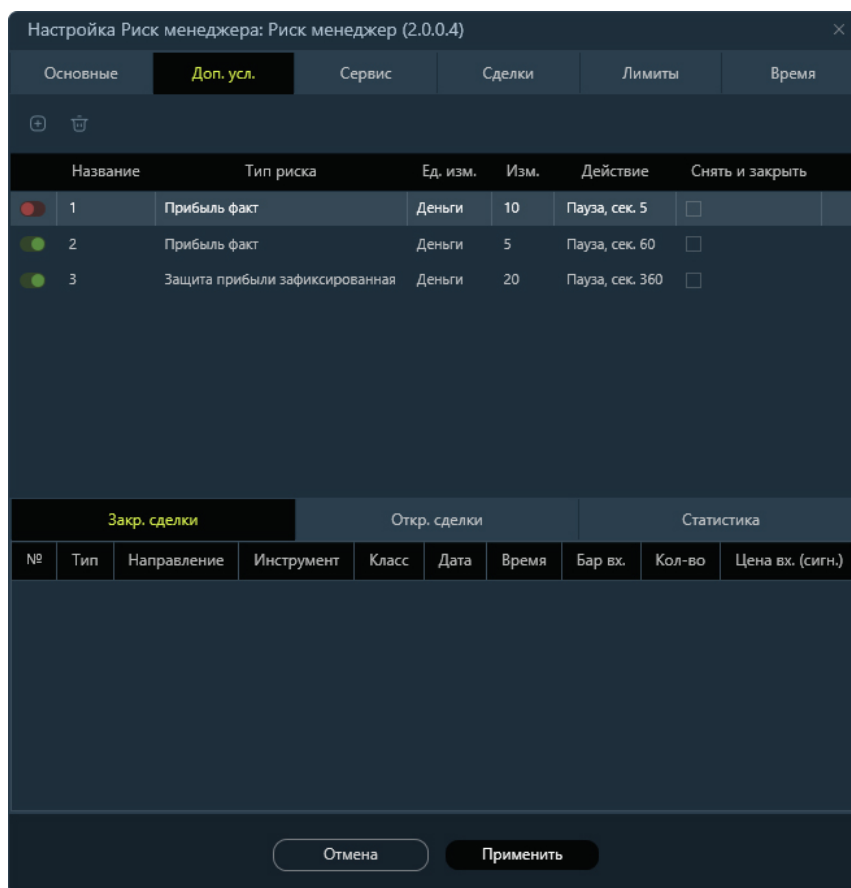 Настройка Риск менеджера: Риск менеджер (2.0.0.4)
Основные Доп. усл. Сервис Сделки Лимиты Время
Название Тип риска Ед. изм. Изм. Действие Снять и закрыть
1 Прибыль факт Деньги 10 Пауза, сек. 5
2 Прибыль факт Деньги 5 Пауза, сек. 60
3 Защита прибыли зафиксированная Деньги 20 Пауза, сек. 360
Закр. сделки Откр. сделки Статистика
№ Тип Направление Инструмент Класс Дата Время Бар вх. Кол-во Цена вх. (сигн.)
Отмена Применить